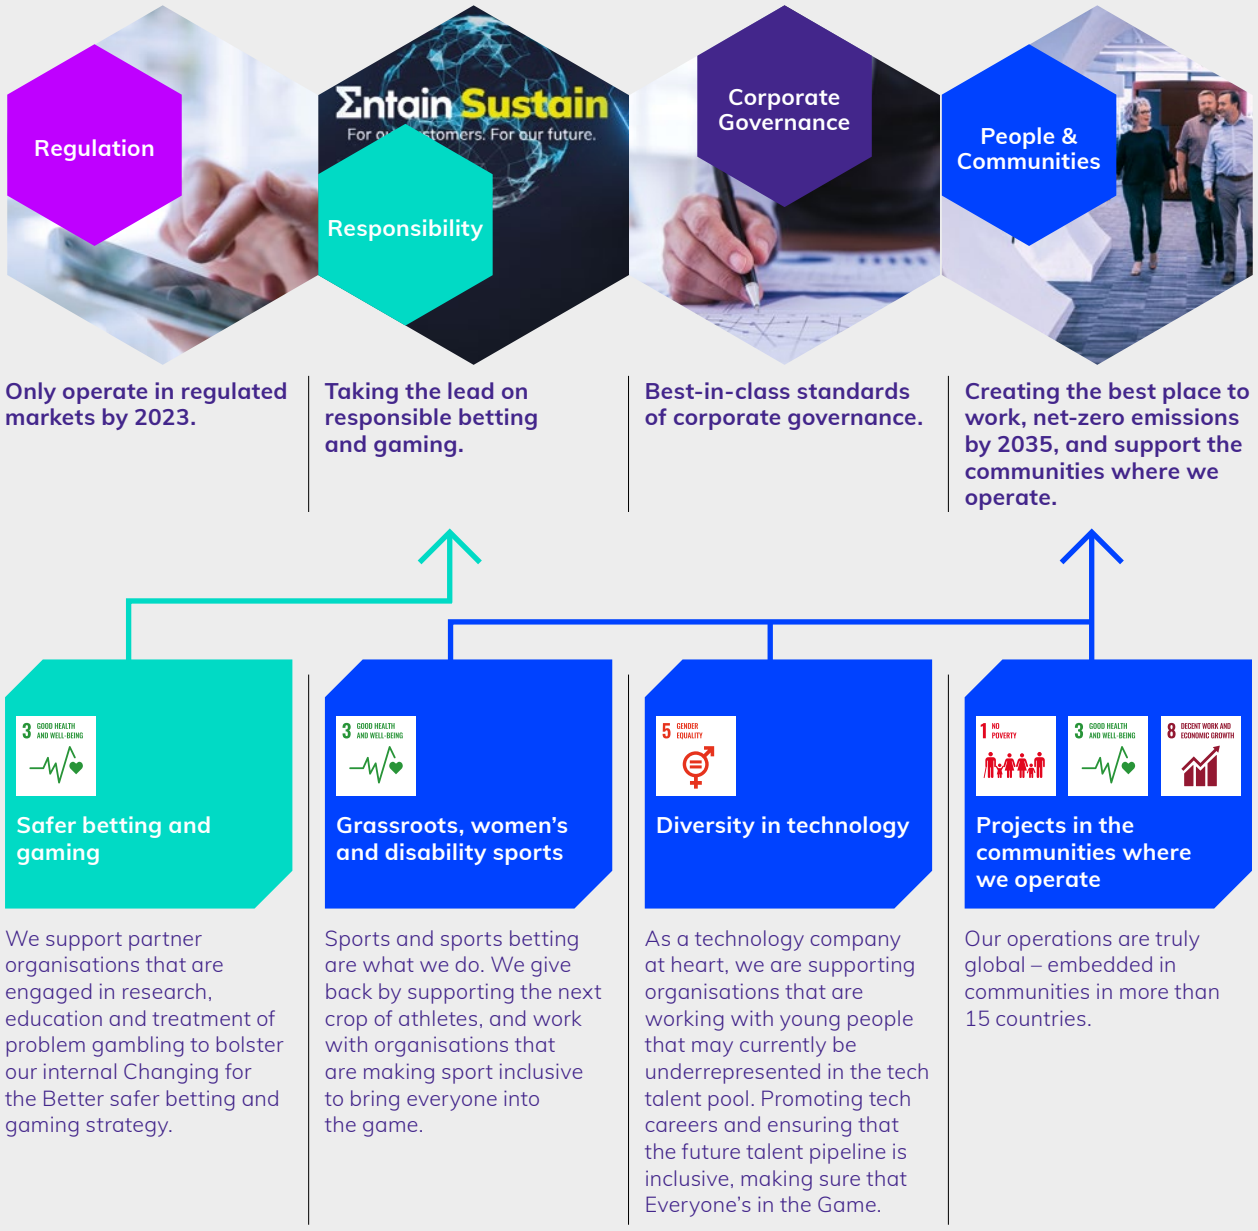 Regulation
Σntain Sustain
For our customers. For our future.
Responsibility
Corporate
Governance
People &
Communities
Only operate in regulated
markets by 2023.
Taking the lead on
responsible betting
and gaming.
Best-in-class standards
of corporate governance.
Creating the best place to
work, net-zero emissions
by 2035, and support the
communities where we
operate.
3 GOOD HEALTH
AND WELL-BEING
Safer betting and
gaming
3 GOOD HEALTH
AND WELL-BEING
Grassroots, women’s
and disability sports
5 GENDER
EQUALITY
Diversity in technology
1 NO
POVERTY
3 GOOD HEALTH
AND WELL-BEING
8 DECENT WORK AND
ECONOMIC GROWTH
Projects in the
communities where
we operate
We support partner
organisations that are
engaged in research,
education and treatment of
problem gambling to bolster
our internal Changing for
the Better safer betting and
gaming strategy.
Sports and sports betting
are what we do. We give
back by supporting the next
crop of athletes, and work
with organisations that
are making sport inclusive
to bring everyone into
the game.
As a technology company
at heart, we are supporting
organisations that are
working with young people
that may currently be
underrepresented in the tech
talent pool. Promoting tech
careers and ensuring that
the future talent pipeline is
inclusive, making sure that
Everyone’s in the Game.
Our operations are truly
global – embedded in
communities in more than
15 countries.